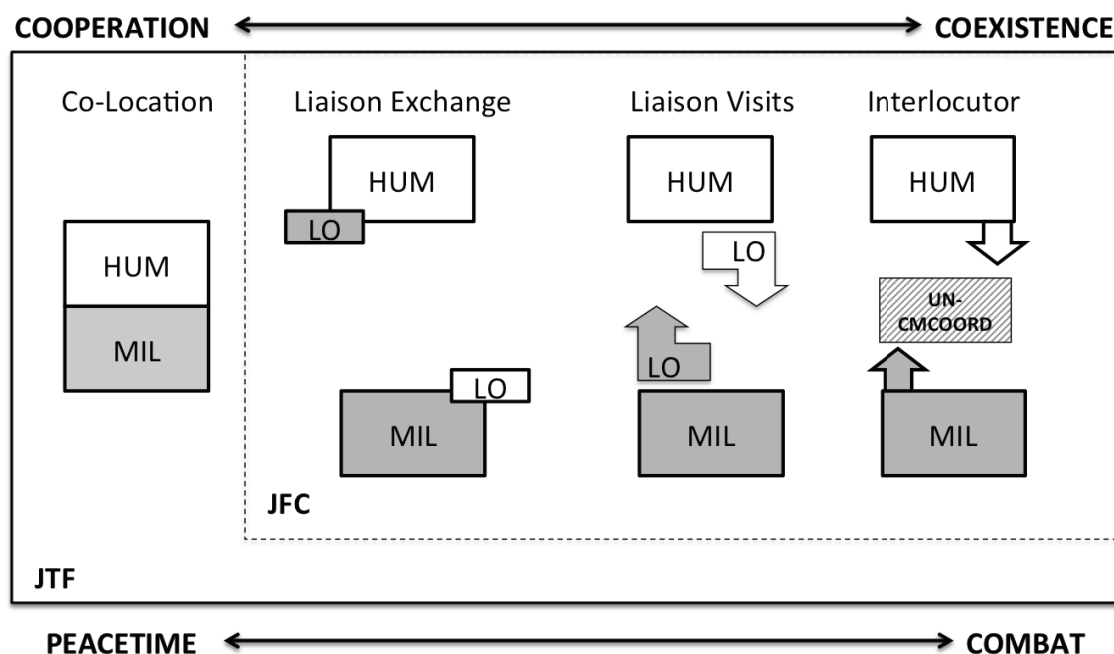 COOPERATION COEXISTENCE
Co-Location Liaison Exchange Liaison Visits Interlocutor
HUM HUM HUM
LO
LO
HUM
UN-
CMCOORD
MIL
LO
LO
MIL MIL MIL
JFC
JTF
PEACETIME COMBAT